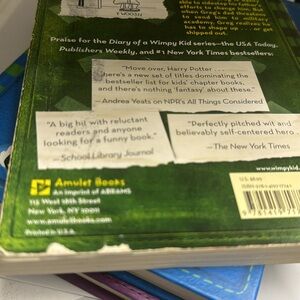 able to sidestep his father's
efforts to change him. But
when Greg's dad threatens
to send him to military
academy, Greg realizes he
has to shape up . . . or get
shipped out.
Praise for the Diary of a Wimpy Kid series—the USA Today,
Publishers Weekly, and #1 New York Times bestsellers:
"Move over, Harry Potter . . .
there's a new set of titles dominating the
bestseller list for kids' chapter books,
and there's nothing 'fantasy' about these."
—Andrea Yeats on NPR's All Things Considered
"A big hit with reluctant
readers and anyone
looking for a funny book."
—School Library Journal
"Perfectly pitched wit and
believably self-centered hero
—The New York Times
Amulet Books
An imprint of ABRAMS
115 West 18th Street
New York, NY 10011
www.amuletbooks.com
Printed in U.S.A.
www.wimpykid.